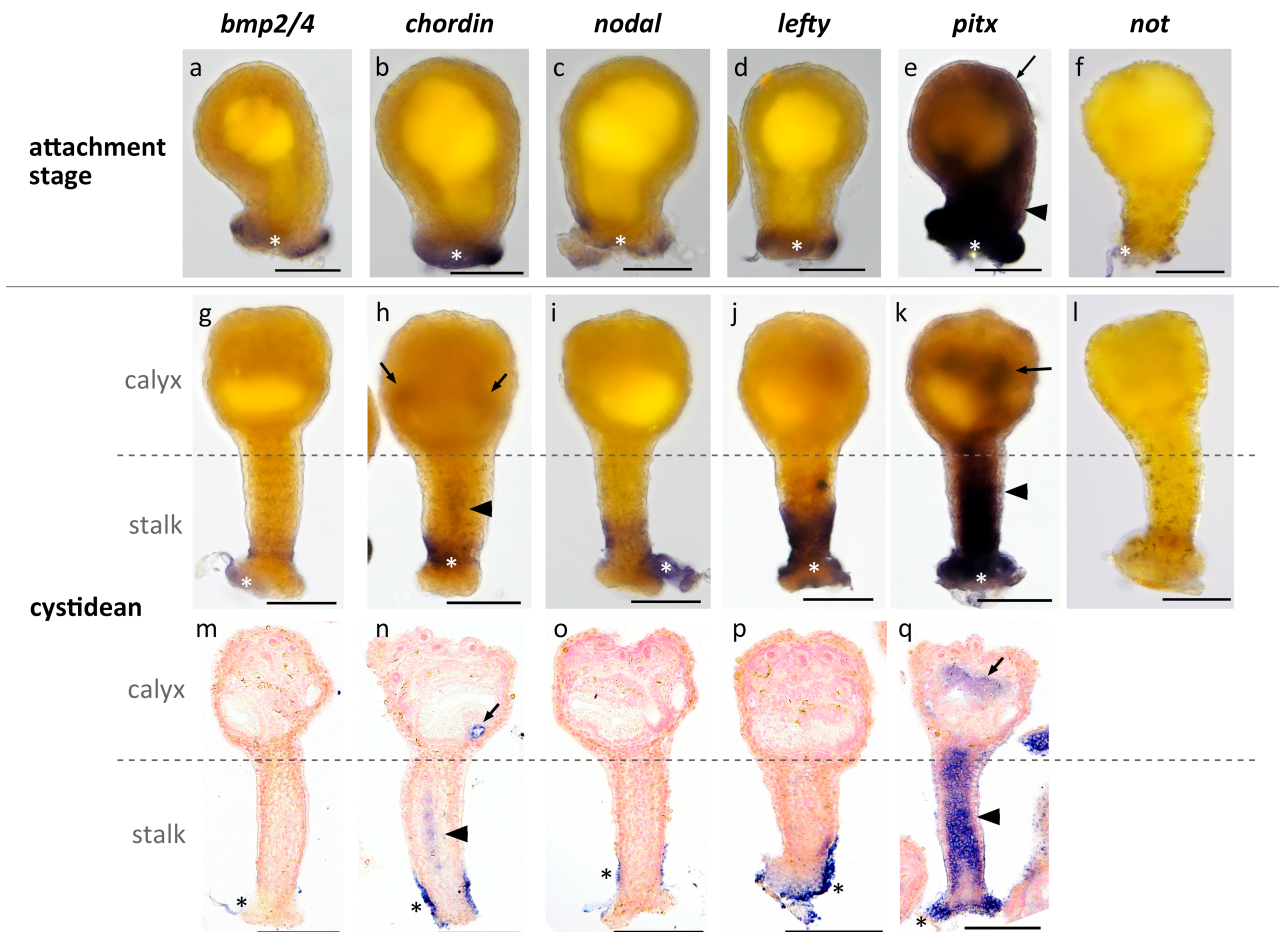 bmp2/4 chordin nodal lefty pitx not
a b c d e f
attachment
stage
* * * * * *
g h i j k l
calyx
stalk
* * * * *
cystidean
m n o p q
calyx
stalk
* * * * *